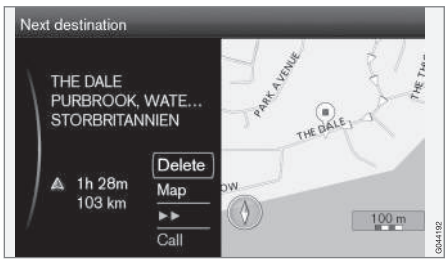 Next destination
THE DALE
PURBROOK, WATE...
STORBRITANNIEN
1h 28m
103 km
Delete
Map
►►
Call
PARK AVENUE
THE DALE
OW
100 m
G044192